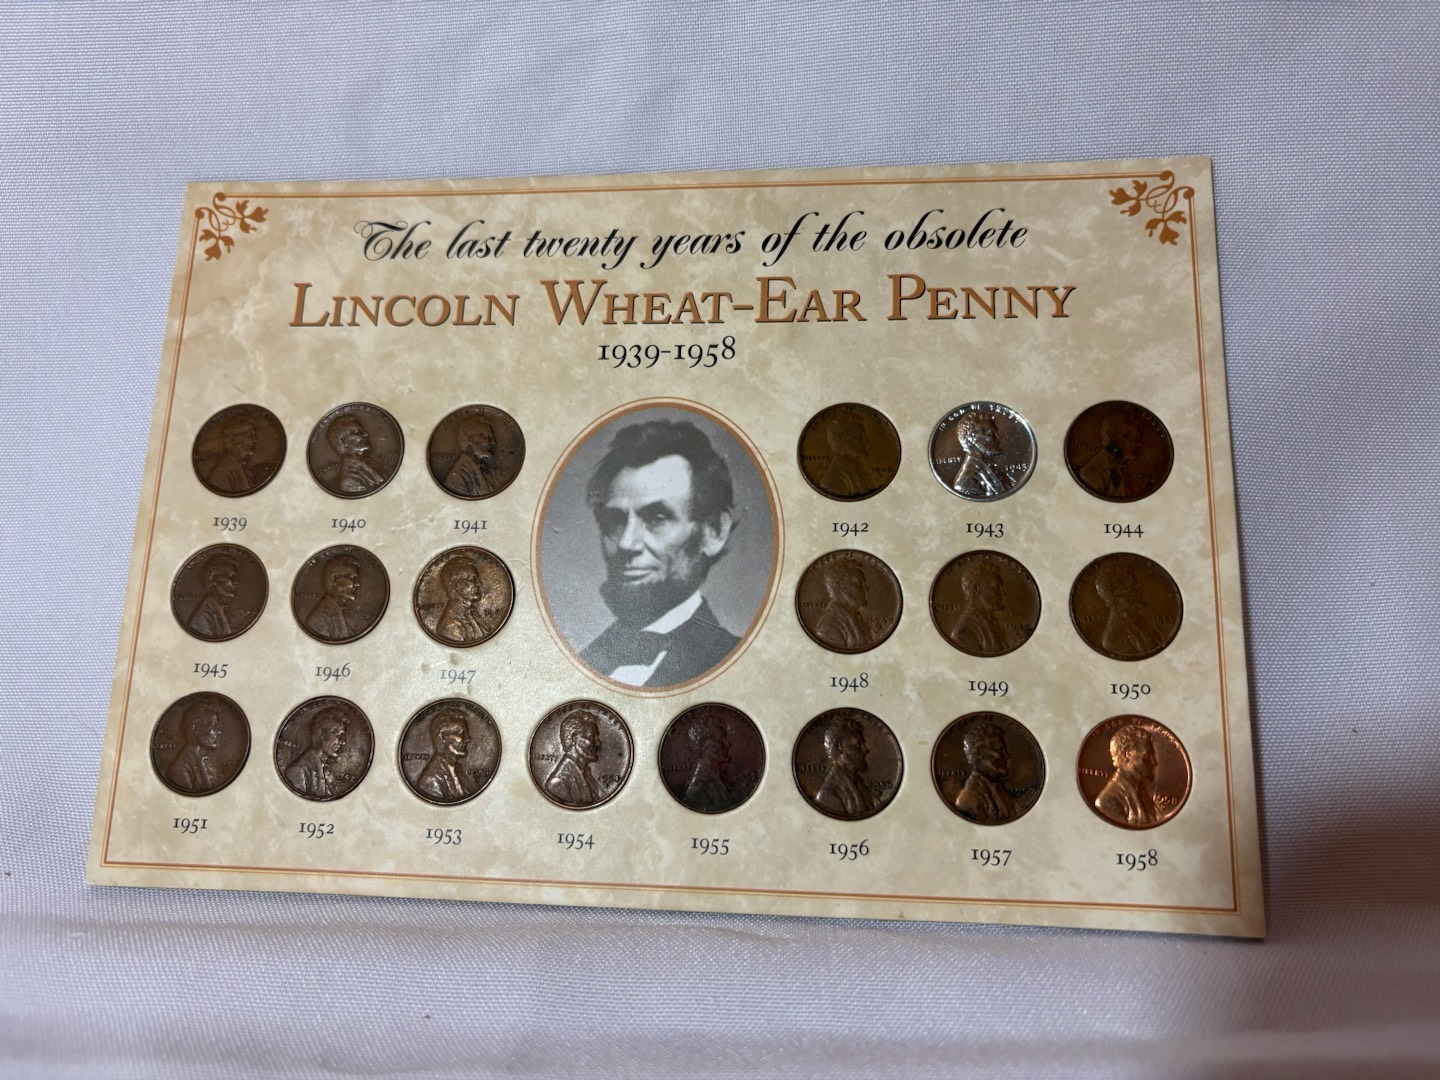 The last twenty years of the obsolete
LINCOLN WHEAT-EAR PENNY
1939-1958
1939 1940 1941 1942 1943 1944
1945 1946 1947 1948 1949 1950
1951 1952 1953 1954 1955 1956 1957 1958